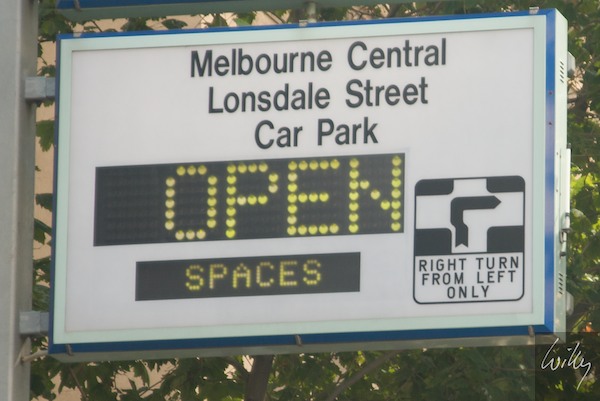 Melbourne Central
Lonsdale Street
Car Park
OPEN
SPACES
RIGHT TURN
FROM LEFT
ONLY